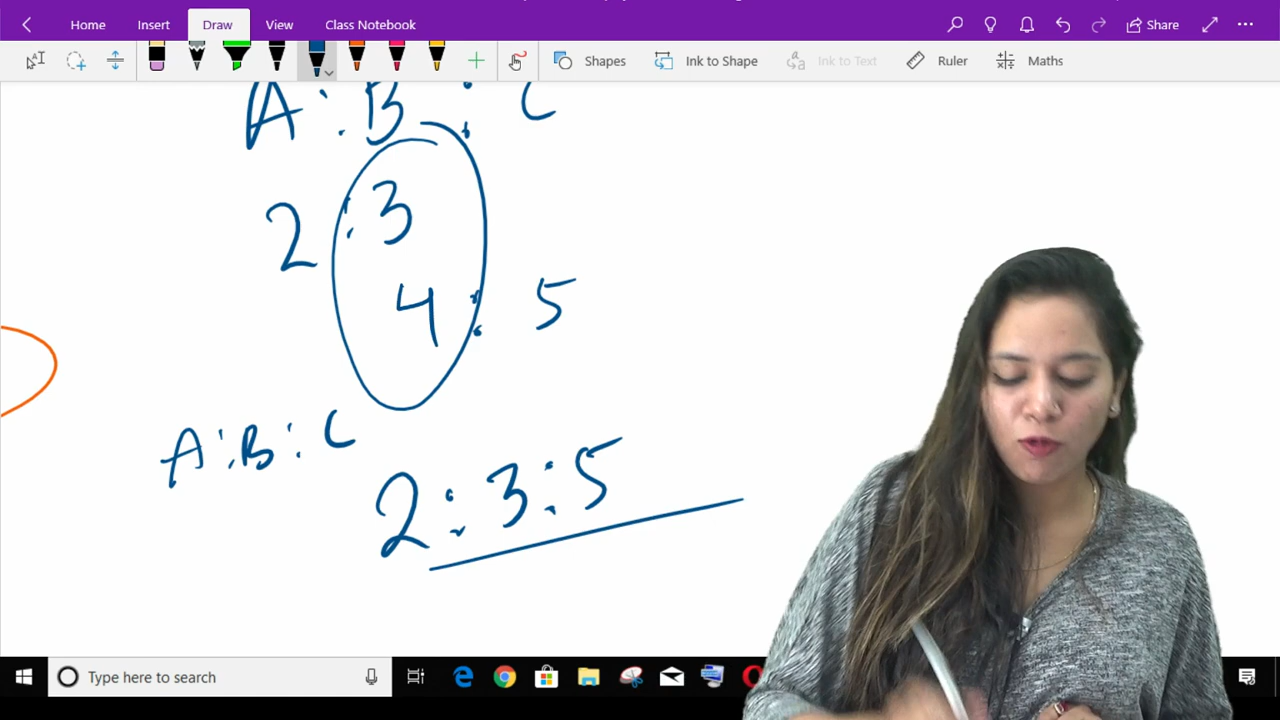 Home Insert Draw View Class Notebook Share
Shapes Ink to Shape Ink to Text Ruler Maths
A : B : C
2 : 3
4 : 5
A : B : C
2 : 3 : 5
Type here to search